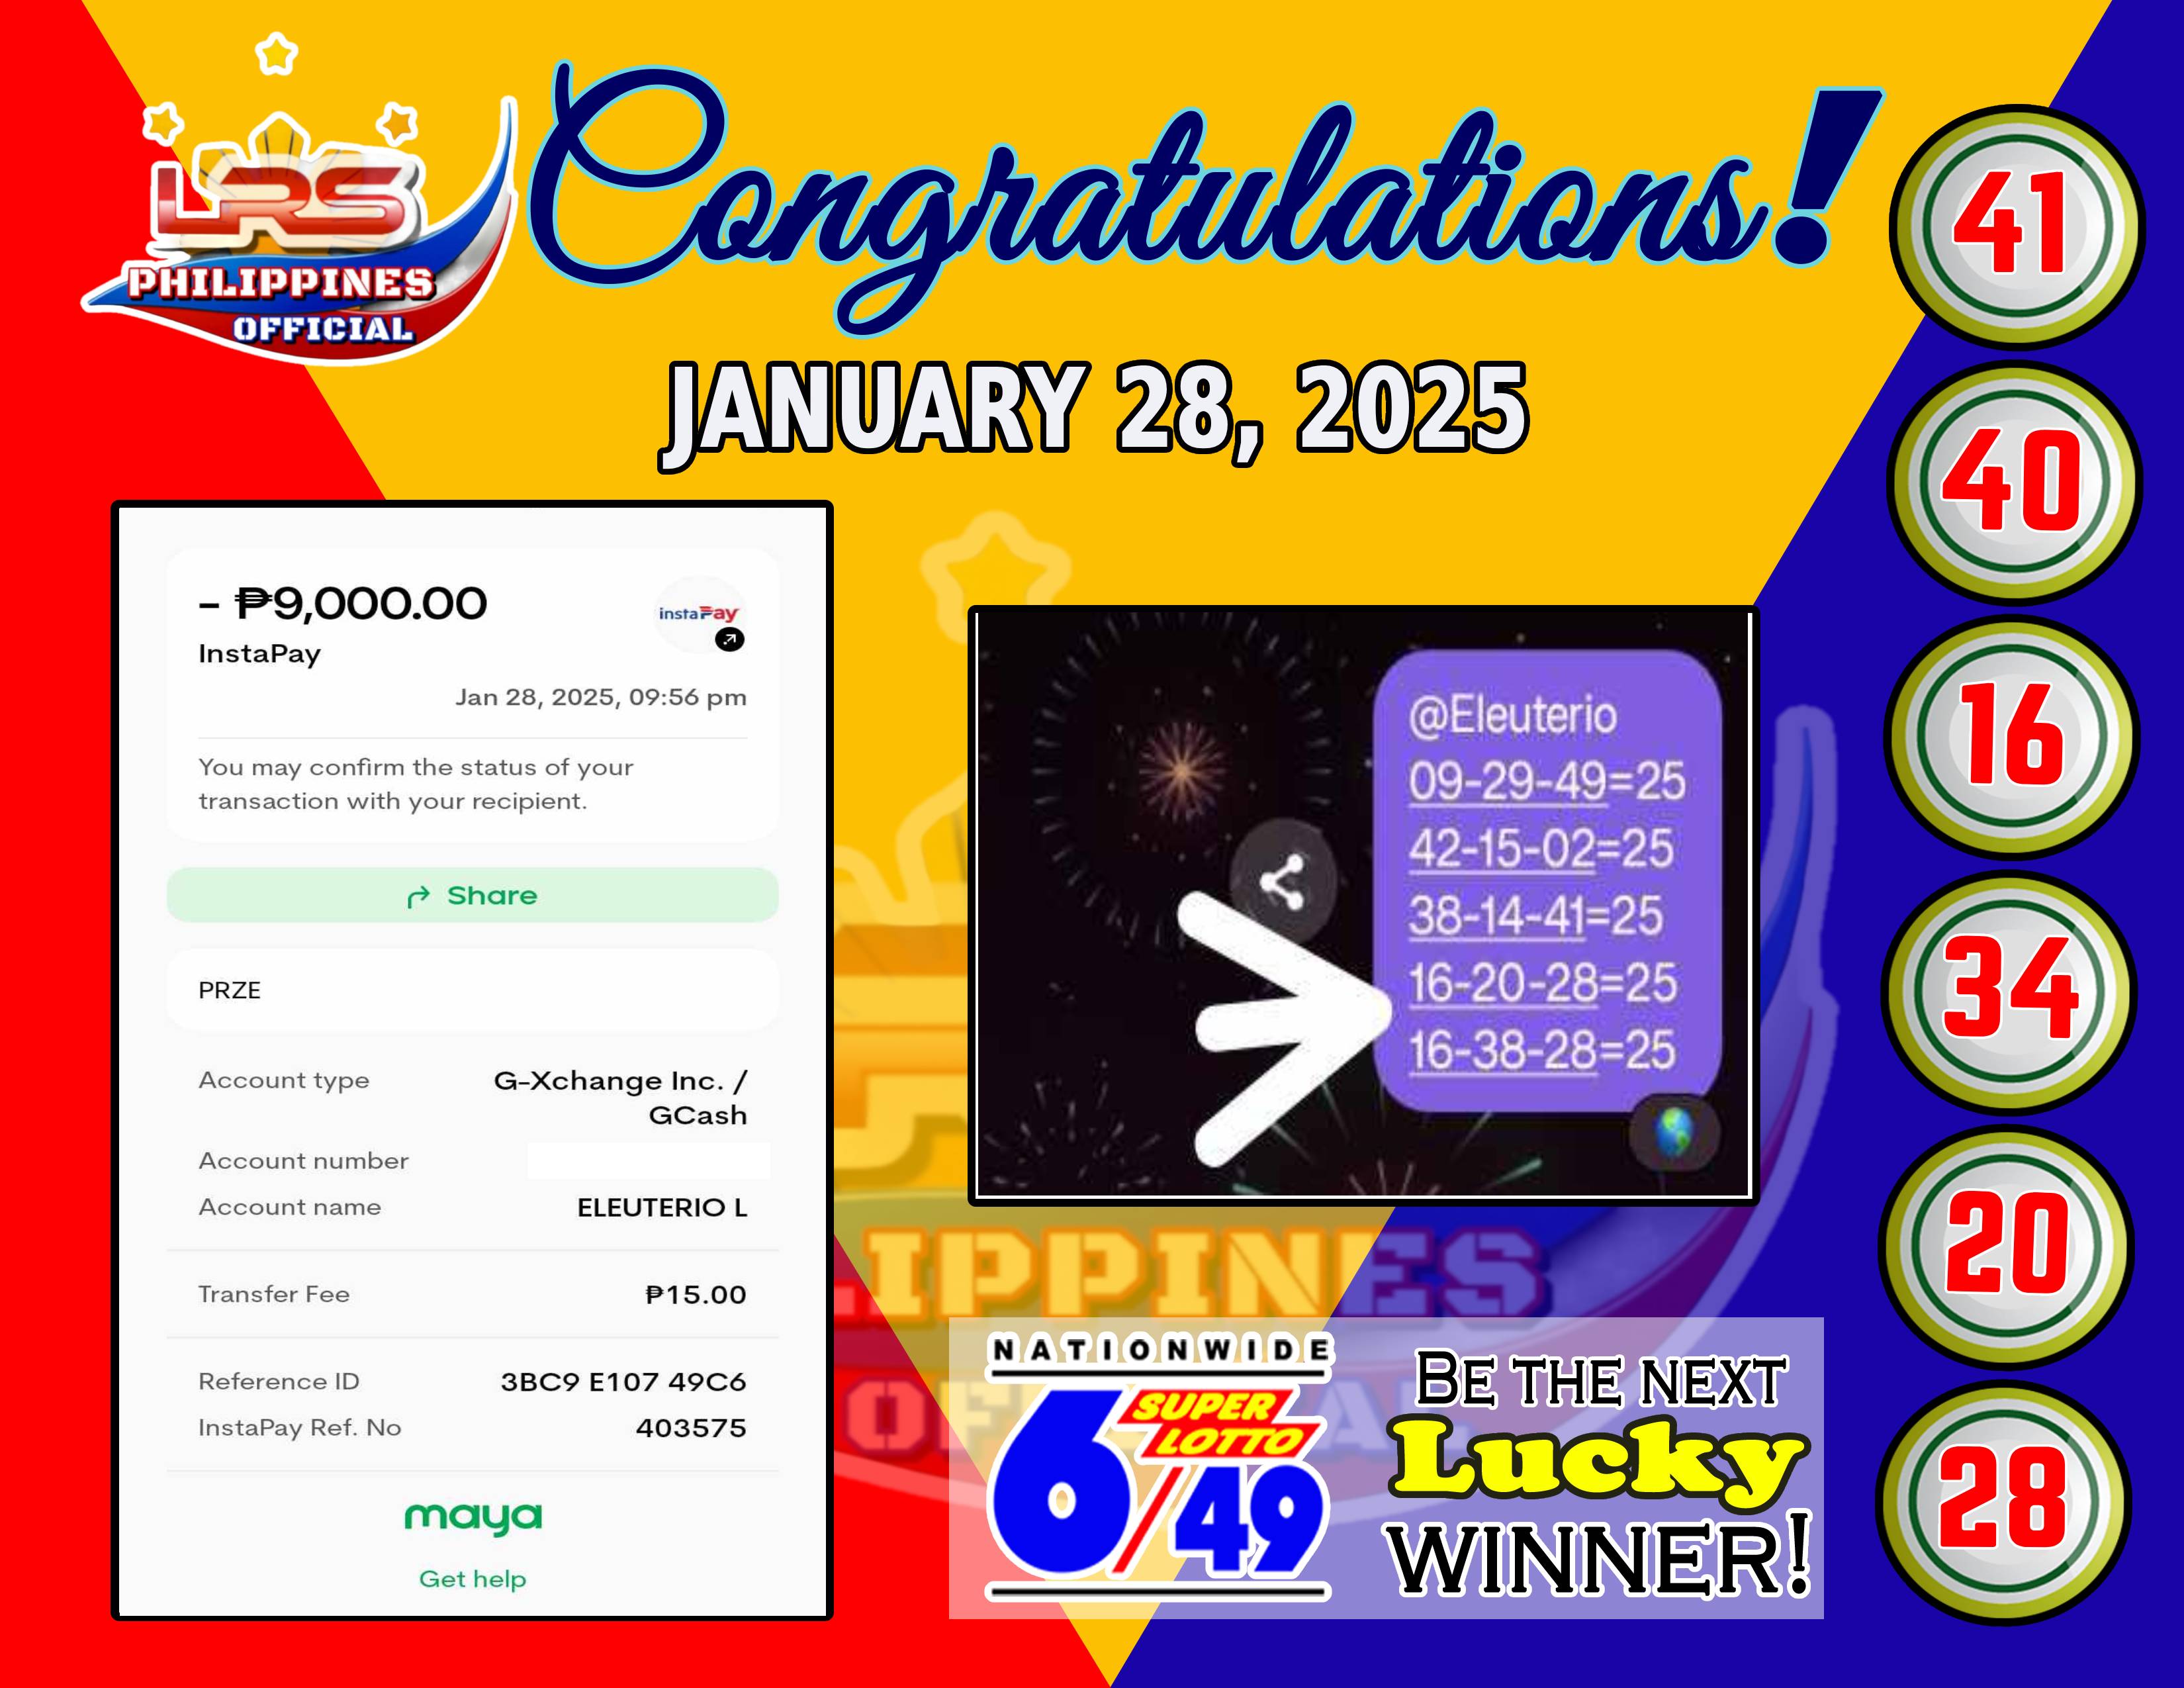 LRS
PHILIPPINES
OFFICIAL
Congratulations!
JANUARY 28, 2025
- ₱9,000.00
instaPay
InstaPay
Jan 28, 2025, 09:56 pm
You may confirm the status of your
transaction with your recipient.
Share
PRZE
Account type G-Xchange Inc. /
GCash
Account number
Account name ELEUTERIO L
Transfer Fee ₱15.00
Reference ID 3BC9 E107 49C6
InstaPay Ref. No 403575
maya
Get help
@Eleuterio
09-29-49=25
42-15-02=25
38-14-41=25
16-20-28=25
16-38-28=25
IPPINES
NATIONWIDE
6/49
SUPER
LOTTO
BE THE NEXT
Lucky
WINNER!
41
40
16
34
20
28